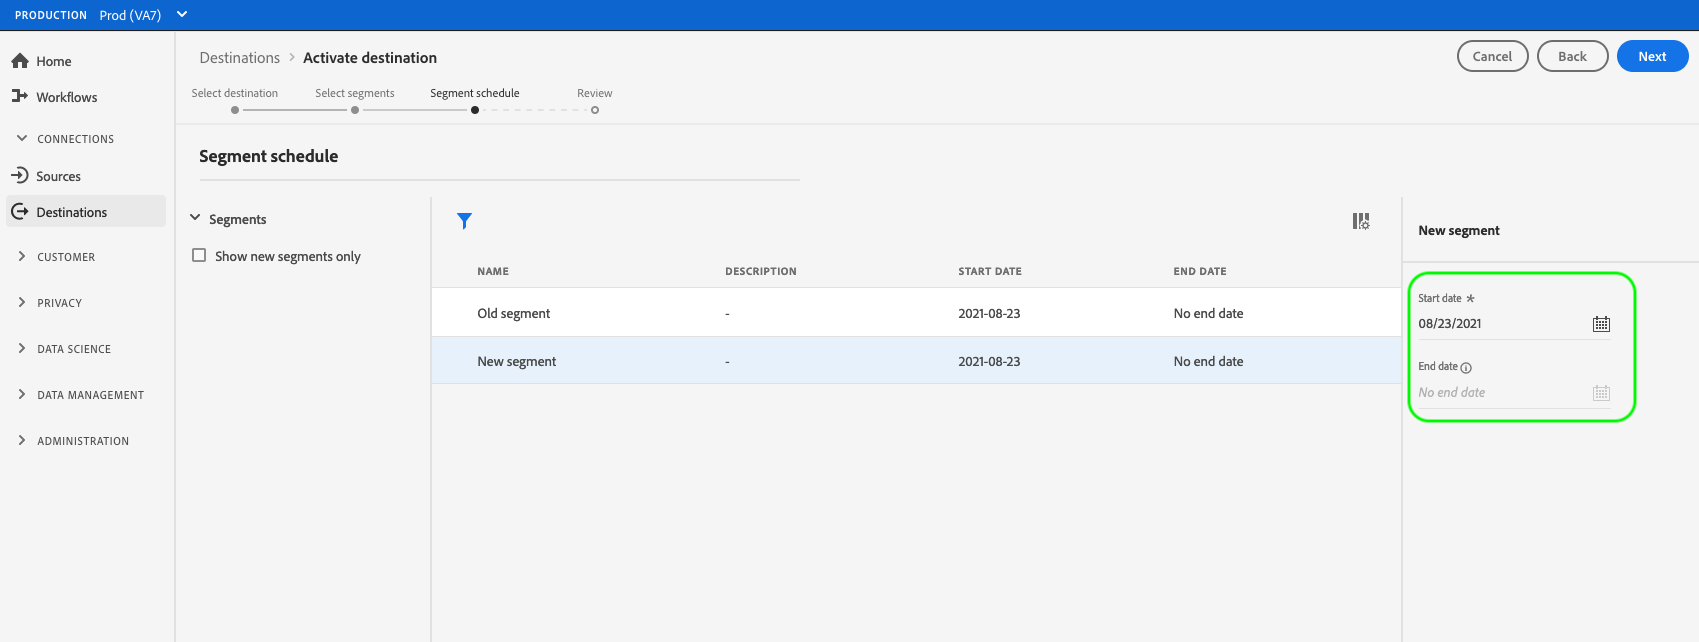 PRODUCTION Prod (VA7)
Home
Workflows
CONNECTIONS
Sources
Destinations
CUSTOMER
PRIVACY
DATA SCIENCE
DATA MANAGEMENT
ADMINISTRATION
Destinations > Activate destination
Cancel Back Next
Select destination Select segments Segment schedule Review
Segment schedule
Segments
Show new segments only
NAME DESCRIPTION START DATE END DATE
Old segment - 2021-08-23 No end date
New segment - 2021-08-23 No end date
New segment
Start date *
08/23/2021
End date
No end date